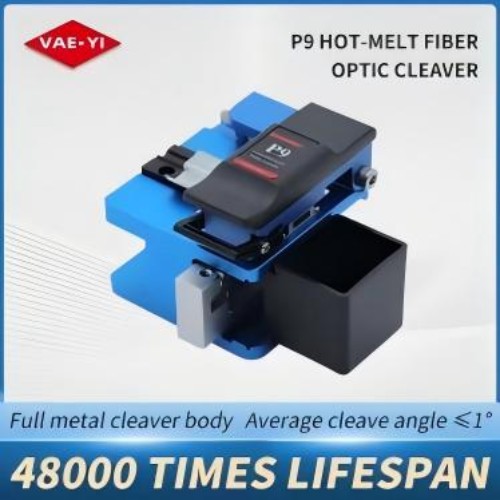 VAE-YI
P9 HOT-MELT FIBER
OPTIC CLEAVER
P9
Full metal cleaver body Average cleave angle ≤1°
48000 TIMES LIFESPAN